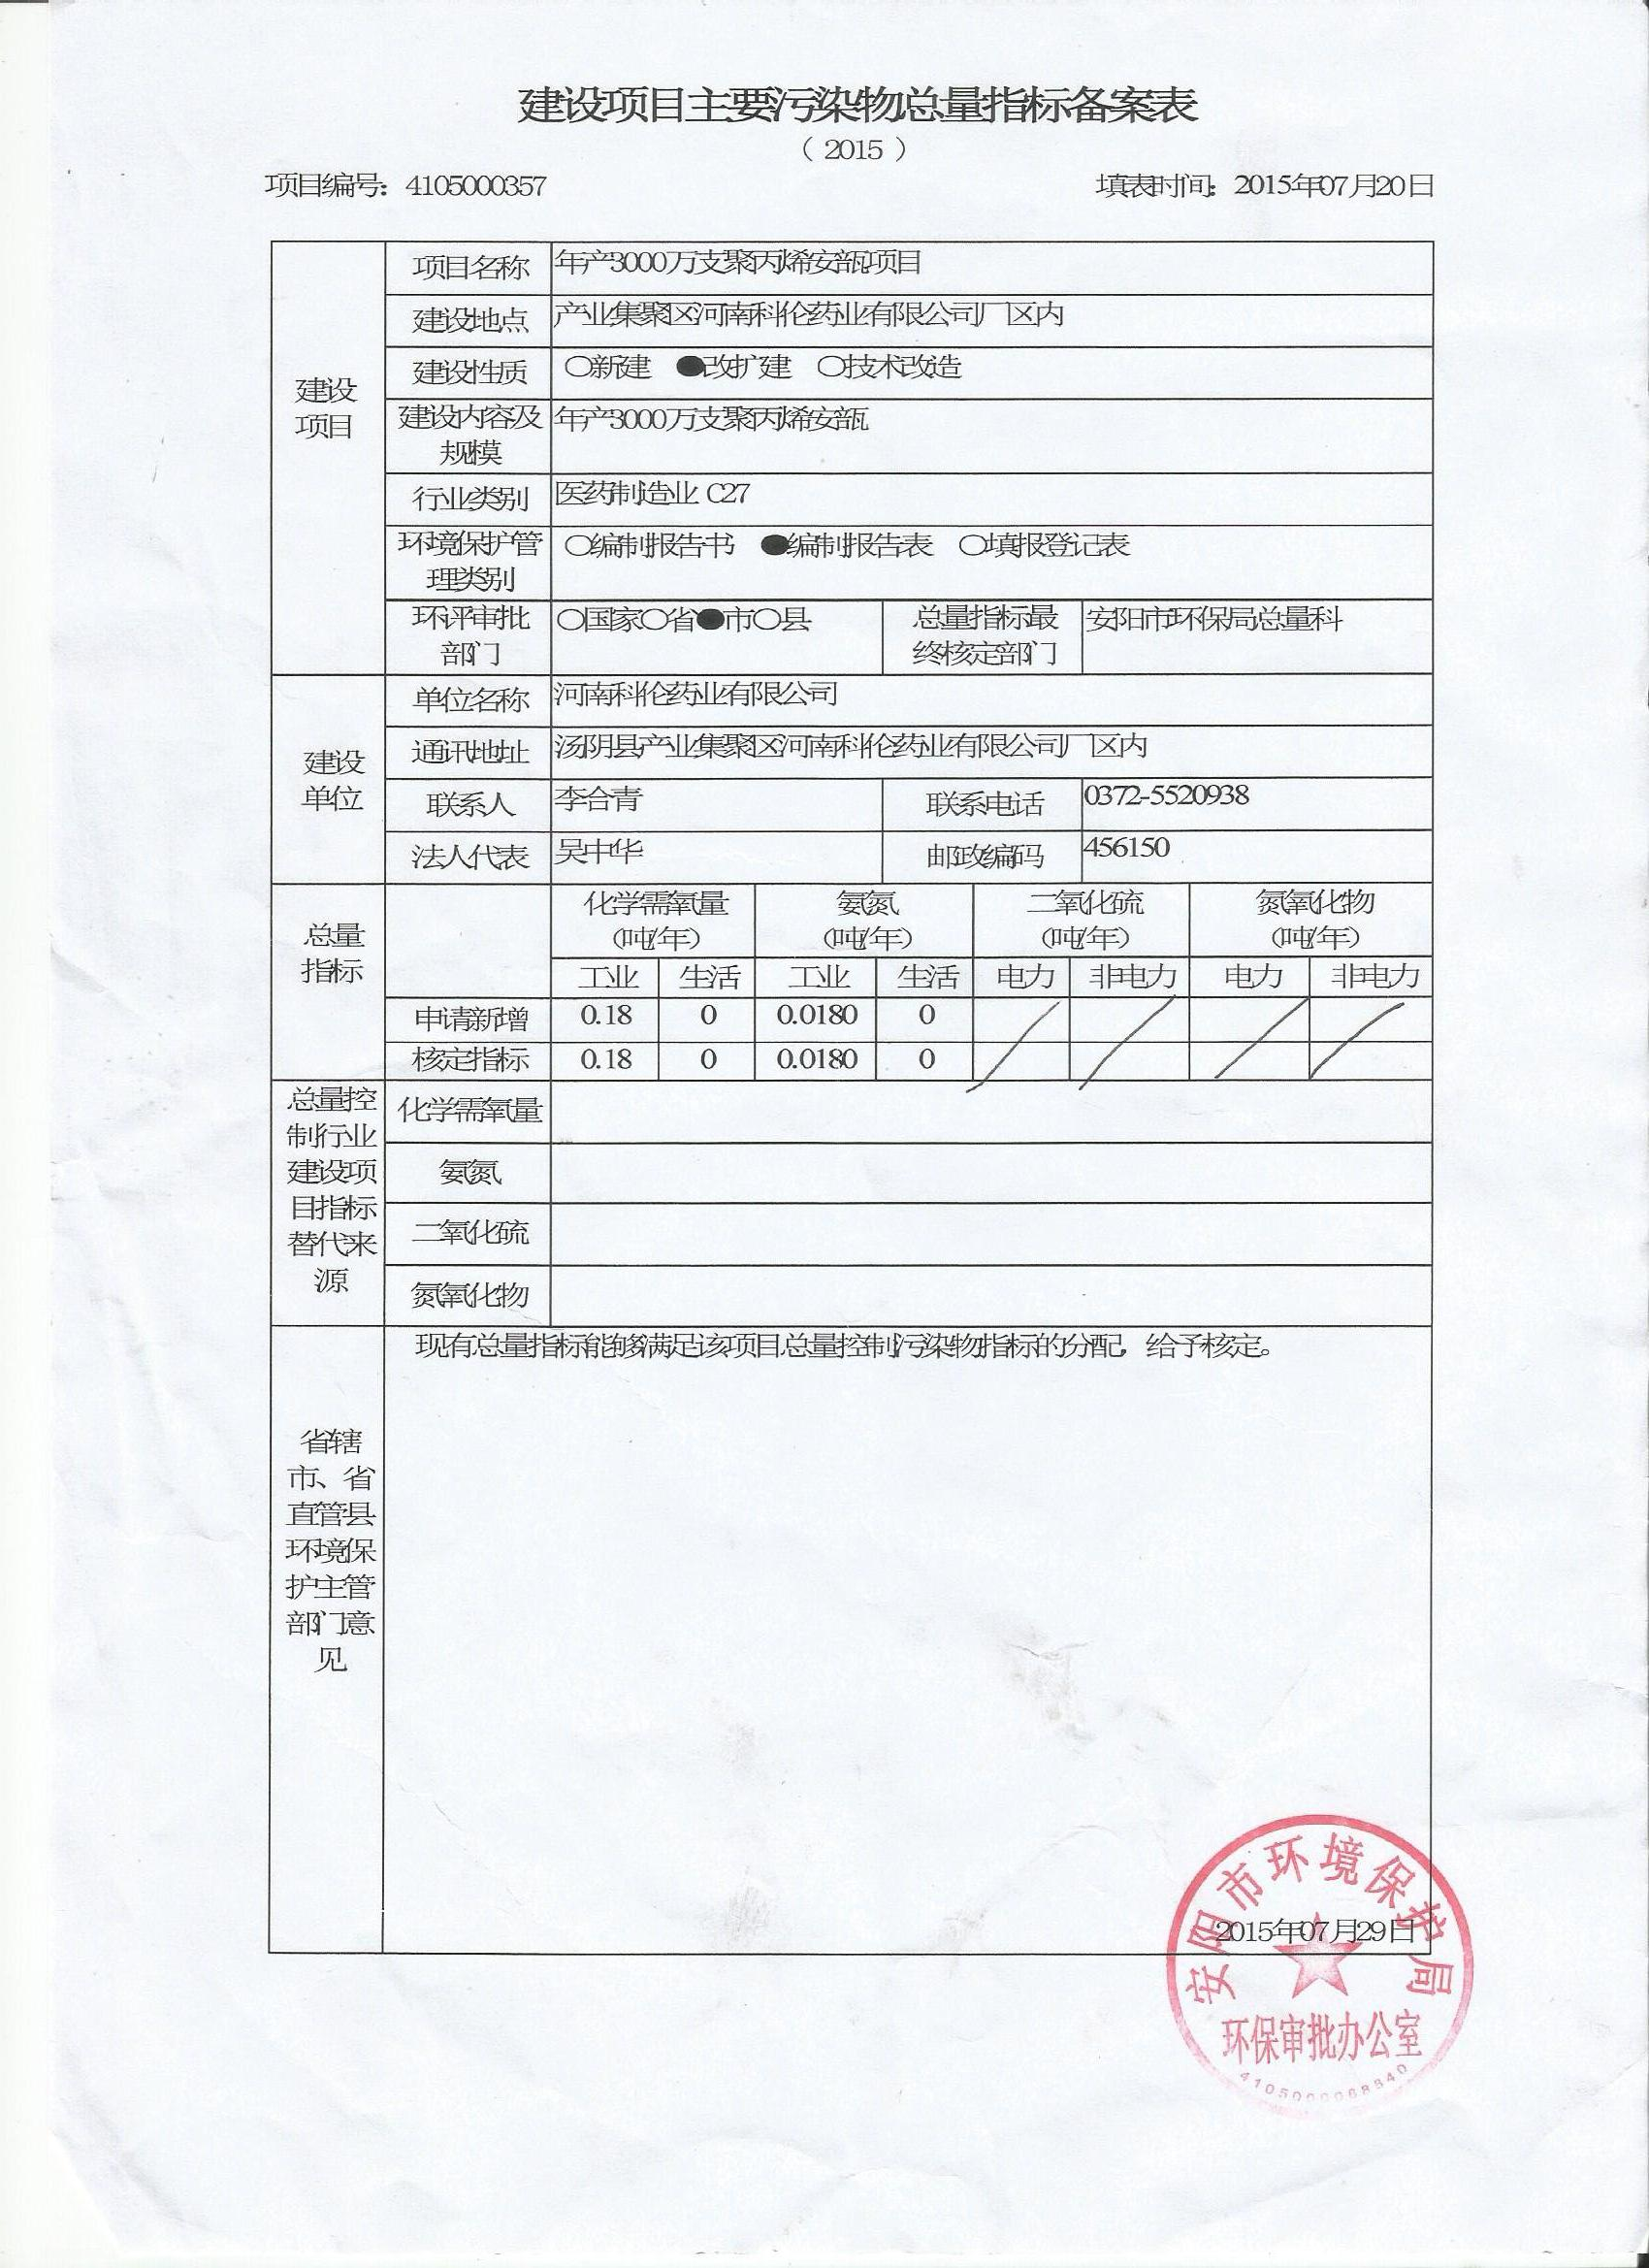 建设项目主要污染物总量指标备案表
（ 2015 ）
项目编号：4105000357 填表时间：2015年07月20日
建设
项目
项目名称 年产3000万支聚丙烯安瓿项目
建设地点 产业集聚区河南科伦药业有限公司厂区内
建设性质 ○新建 ●改扩建 ○技术改造
建设内容及 年产3000万支聚丙烯安瓿
规模
行业类别 医药制造业 C27
环境保护管 ○编制报告书 ●编制报告表 ○填报登记表
理类别
环评审批 ○国家○省●市○县 总量指标最 安阳市环保局总量科
部门 终核定部门
建设
单位
单位名称 河南科伦药业有限公司
通讯地址 汤阴县产业集聚区河南科伦药业有限公司厂区内
联系人 李合青 联系电话 0372-5520938
法人代表 吴中华 邮政编码 456150
总量
指标
化学需氧量 氨氮 二氧化硫 氮氧化物
（吨/年） （吨/年） （吨/年） （吨/年）
工业 生活 工业 生活 电力 非电力 电力 非电力
申请新增 0.18 0 0.0180 0
核定指标 0.18 0 0.0180 0
总量控
制行业
建设项
目指标
替代来
源
化学需氧量
氨氮
二氧化硫
氮氧化物
省辖
市、省
直管县
环境保
护主管
部门意
见
现有总量指标能够满足该项目总量控制污染物指标的分配，给予核定。
2015年07月29日
安阳市环境保护局
环保审批办公室